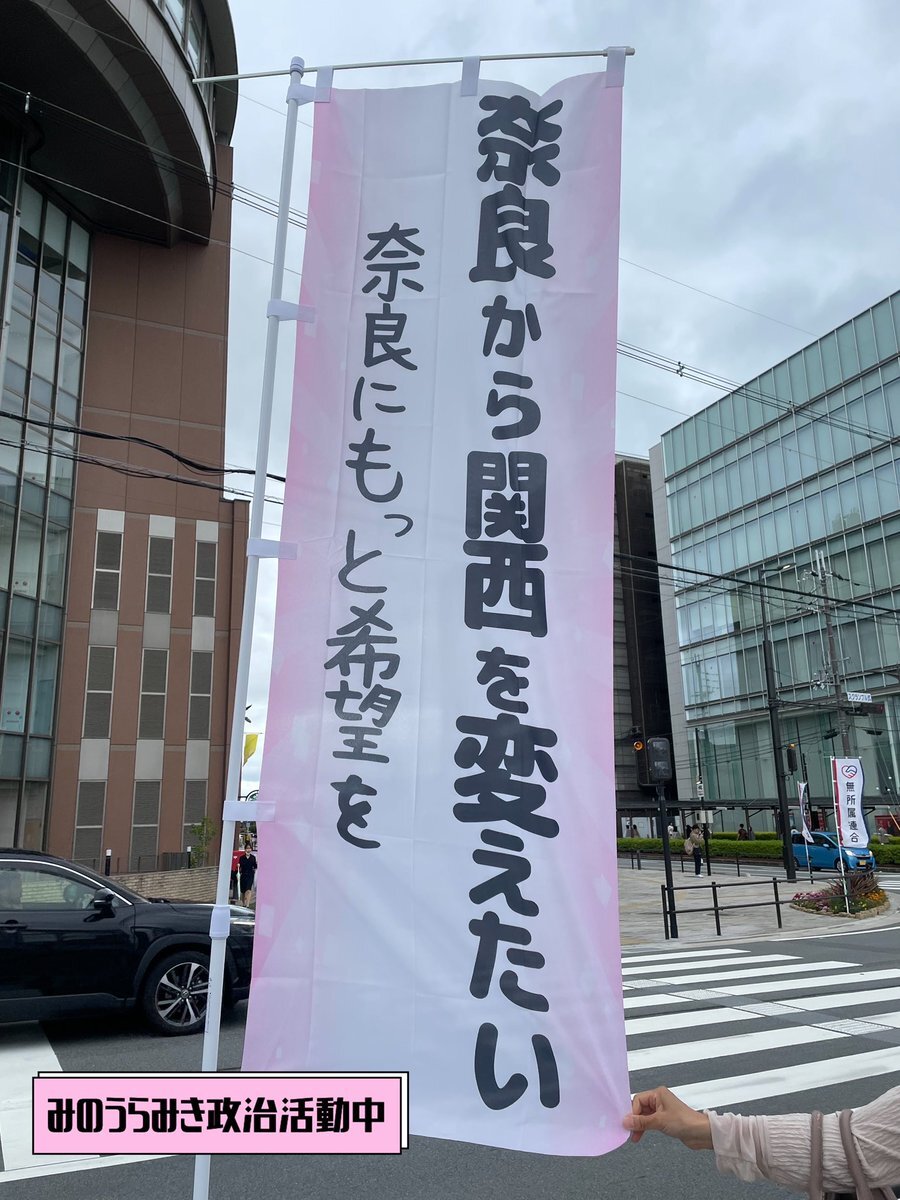 奈良から関西を変えたい
奈良にもっと希望を
無所属連合
みのうらみき政治活動中